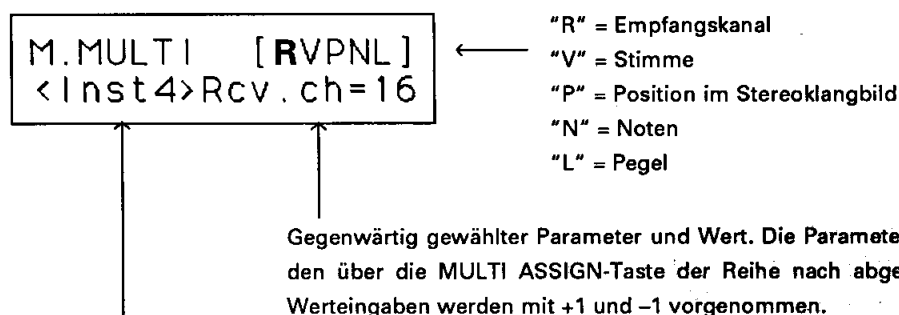 M.MULTI [RVPNL]
<Inst4>Rcv.ch=16
"R" = Empfangskanal
"V" = Stimme
"P" = Position im Stereoklangbild
"N" = Noten
"L" = Pegel
Gegenwärtig gewählter Parameter und Wert. Die Paramete
den über die MULTI ASSIGN-Taste der Reihe nach abge
Werteingaben werden mit +1 und –1 vorgenommen.